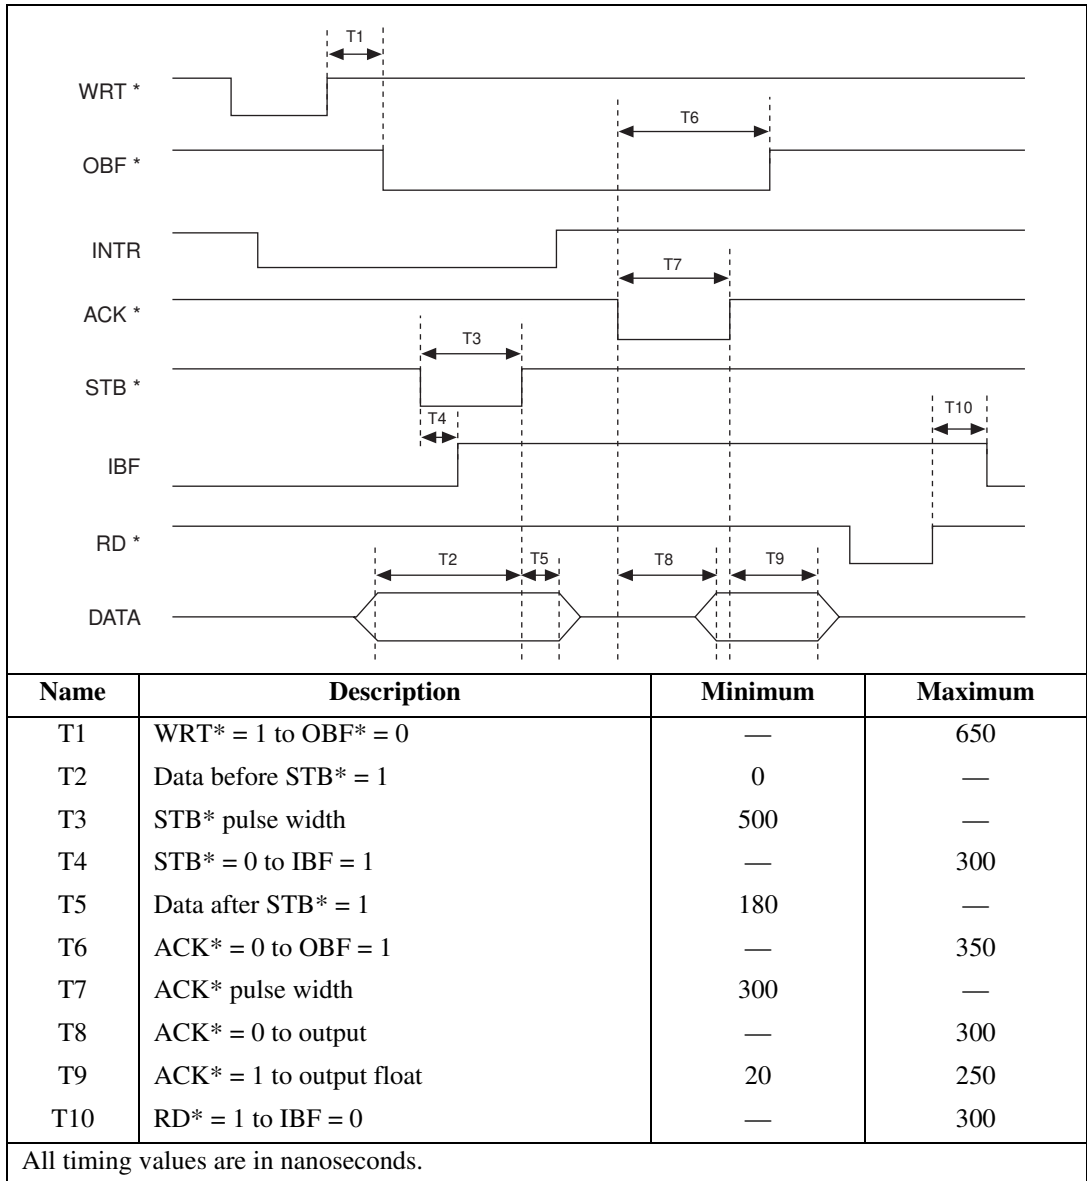 T1
WRT *
T6
OBF *
INTR
T7
ACK *
T3
STB *
T4
T10
IBF
RD *
T2 T5 T8 T9
DATA
Name Description Minimum Maximum
T1 WRT* = 1 to OBF* = 0 — 650
T2 Data before STB* = 1 0 —
T3 STB* pulse width 500 —
T4 STB* = 0 to IBF = 1 — 300
T5 Data after STB* = 1 180 —
T6 ACK* = 0 to OBF = 1 — 350
T7 ACK* pulse width 300 —
T8 ACK* = 0 to output — 300
T9 ACK* = 1 to output float 20 250
T10 RD* = 1 to IBF = 0 — 300
All timing values are in nanoseconds.